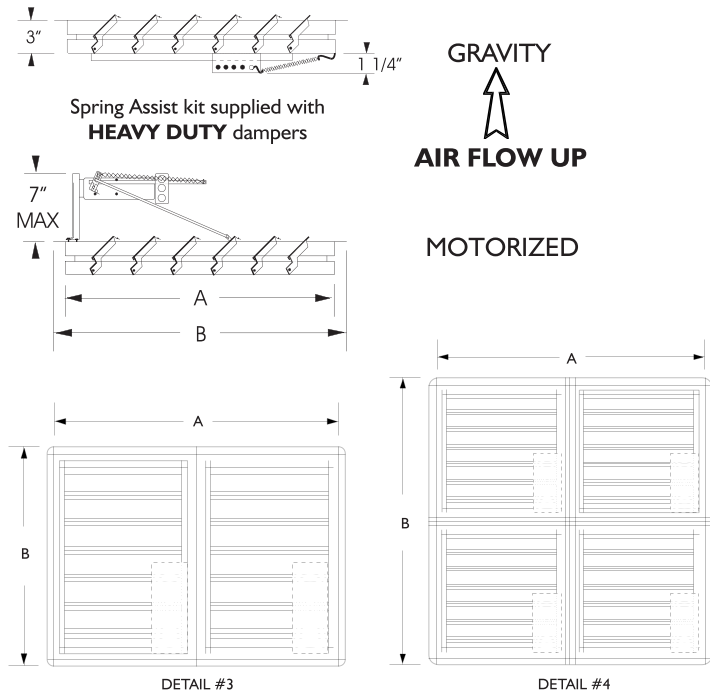 3”
1 1/4”
GRAVITY
Spring Assist kit supplied with
HEAVY DUTY dampers
AIR FLOW UP
7”
MAX
MOTORIZED
A
B
A
B
DETAIL #3
A
B
DETAIL #4